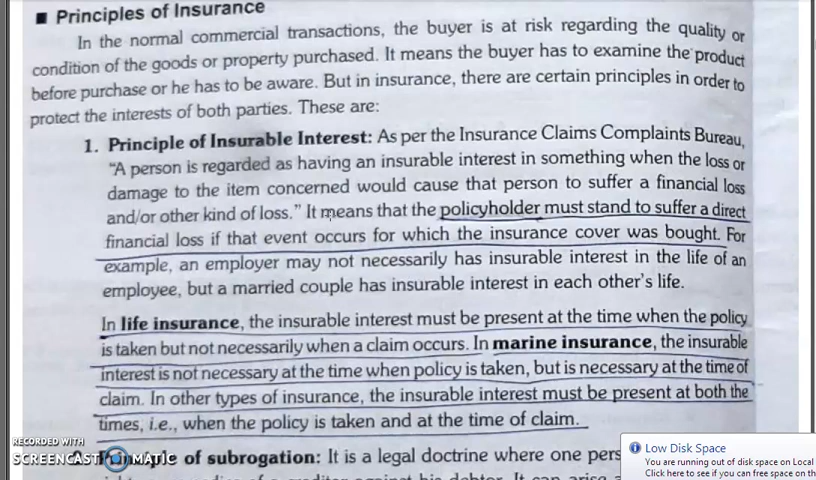 ■ Principles of Insurance
In the normal commercial transactions, the buyer is at risk regarding the quality or
condition of the goods or property purchased. It means the buyer has to examine the product
before purchase or he has to be aware. But in insurance, there are certain principles in order to
protect the interests of both parties. These are:
1. Principle of Insurable Interest: As per the Insurance Claims Complaints Bureau,
“A person is regarded as having an insurable interest in something when the loss or
damage to the item concerned would cause that person to suffer a financial loss
and/or other kind of loss.” It means that the policyholder must stand to suffer a direct
financial loss if that event occurs for which the insurance cover was bought. For
example, an employer may not necessarily has insurable interest in the life of an
employee, but a married couple has insurable interest in each other’s life.
In life insurance, the insurable interest must be present at the time when the policy
is taken but not necessarily when a claim occurs. In marine insurance, the insurable
interest is not necessary at the time when policy is taken, but is necessary at the time of
claim. In other types of insurance, the insurable interest must be present at both the
times, i.e., when the policy is taken and at the time of claim.
of subrogation: It is a legal doctrine where one pers
of a creditor against his debtor. It can arise
RECORDED WITH
SCREENCAST MATIC
Low Disk Space
You are running out of disk space on Local
Click here to see if you can free space on th